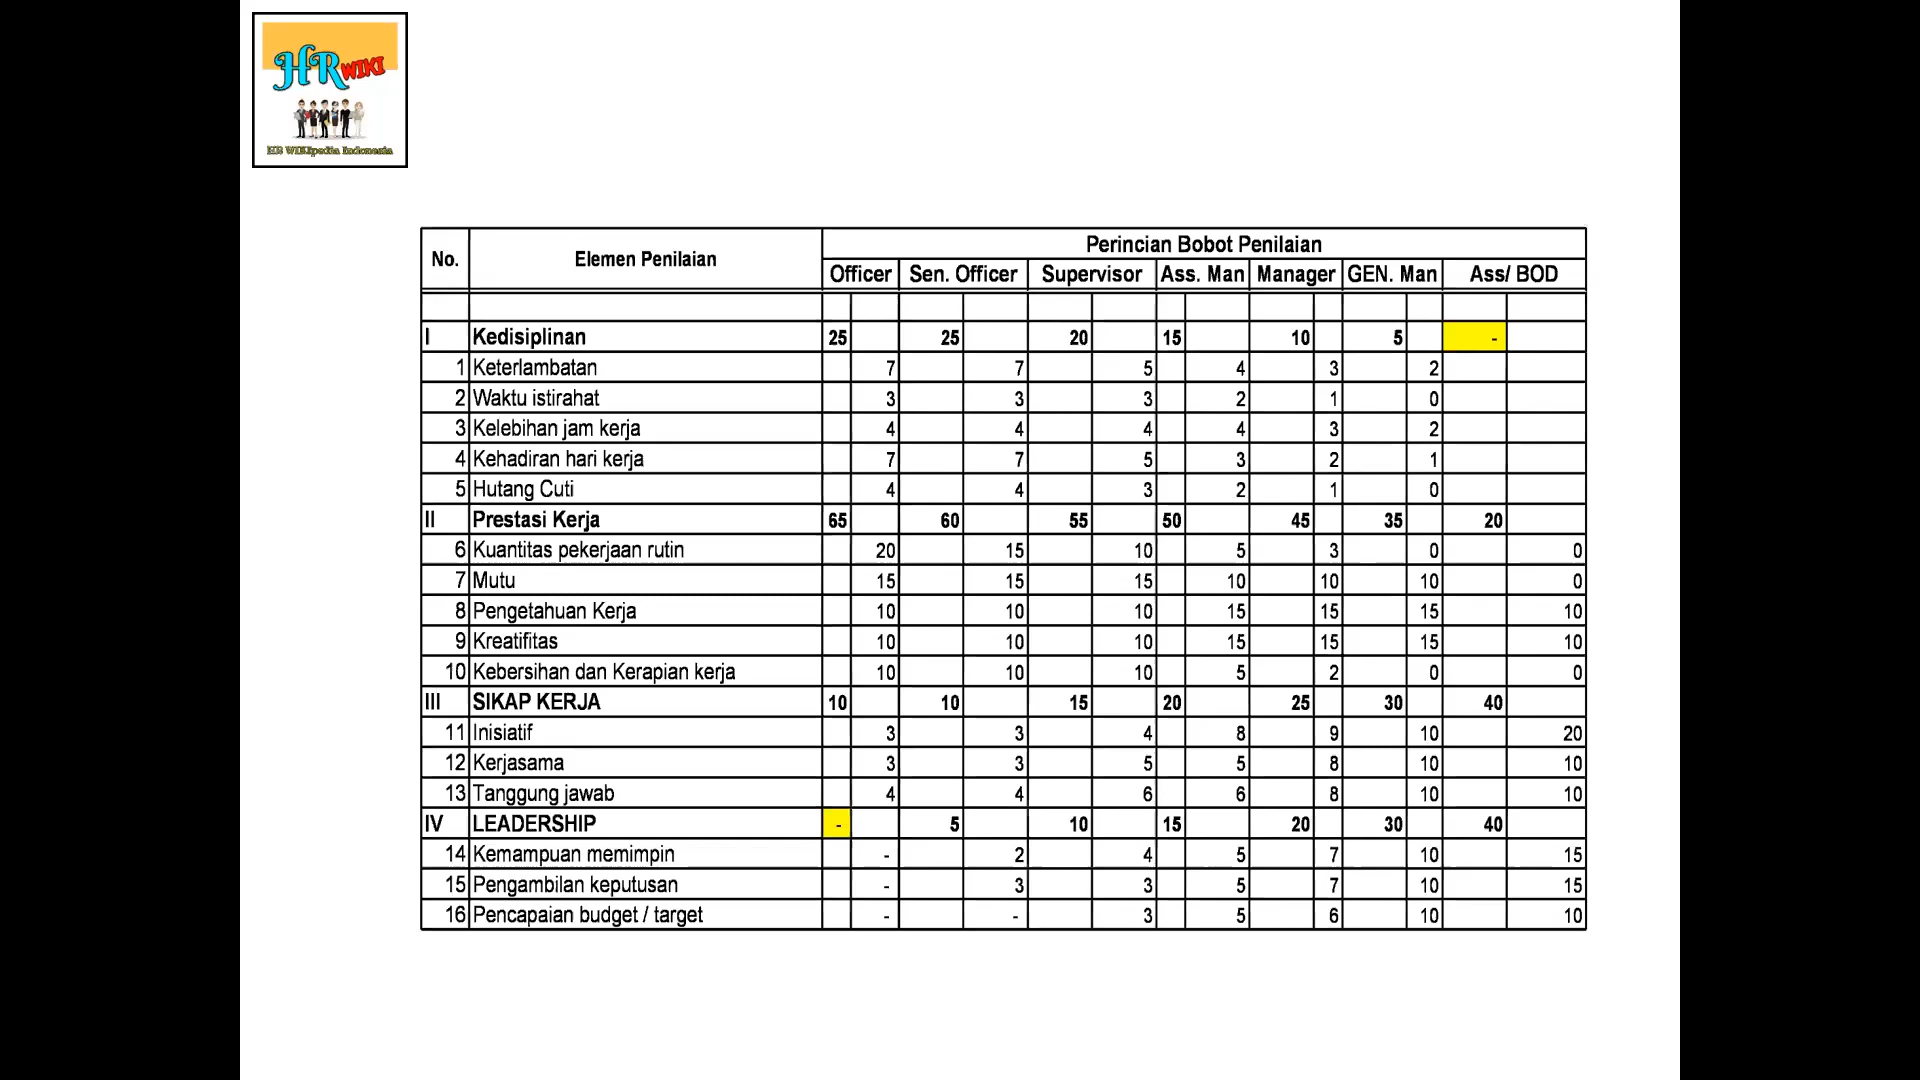 HR WIKI
HR WIKIpedia Indonesia
No. Elemen Penilaian Perincian Bobot Penilaian
Officer Sen. Officer Supervisor Ass. Man Manager GEN. Man Ass/ BOD
I Kedisiplinan 25 25 20 15 10 5 -
1 Keterlambatan 7 7 5 4 3 2
2 Waktu istirahat 3 3 3 2 1 0
3 Kelebihan jam kerja 4 4 4 4 3 2
4 Kehadiran hari kerja 7 7 5 3 2 1
5 Hutang Cuti 4 4 3 2 1 0
II Prestasi Kerja 65 60 55 50 45 35 20
6 Kuantitas pekerjaan rutin 20 15 10 5 3 0 0
7 Mutu 15 15 15 10 10 10 0
8 Pengetahuan Kerja 10 10 10 15 15 15 10
9 Kreatifitas 10 10 10 15 15 15 10
10 Kebersihan dan Kerapian kerja 10 10 10 5 2 0 0
III SIKAP KERJA 10 10 15 20 25 30 40
11 Inisiatif 3 3 4 8 9 10 20
12 Kerjasama 3 3 5 5 8 10 10
13 Tanggung jawab 4 4 6 6 8 10 10
IV LEADERSHIP - 5 10 15 20 30 40
14 Kemampuan memimpin - 2 4 5 7 10 15
15 Pengambilan keputusan - 3 3 5 7 10 15
16 Pencapaian budget / target - - 3 5 6 10 10